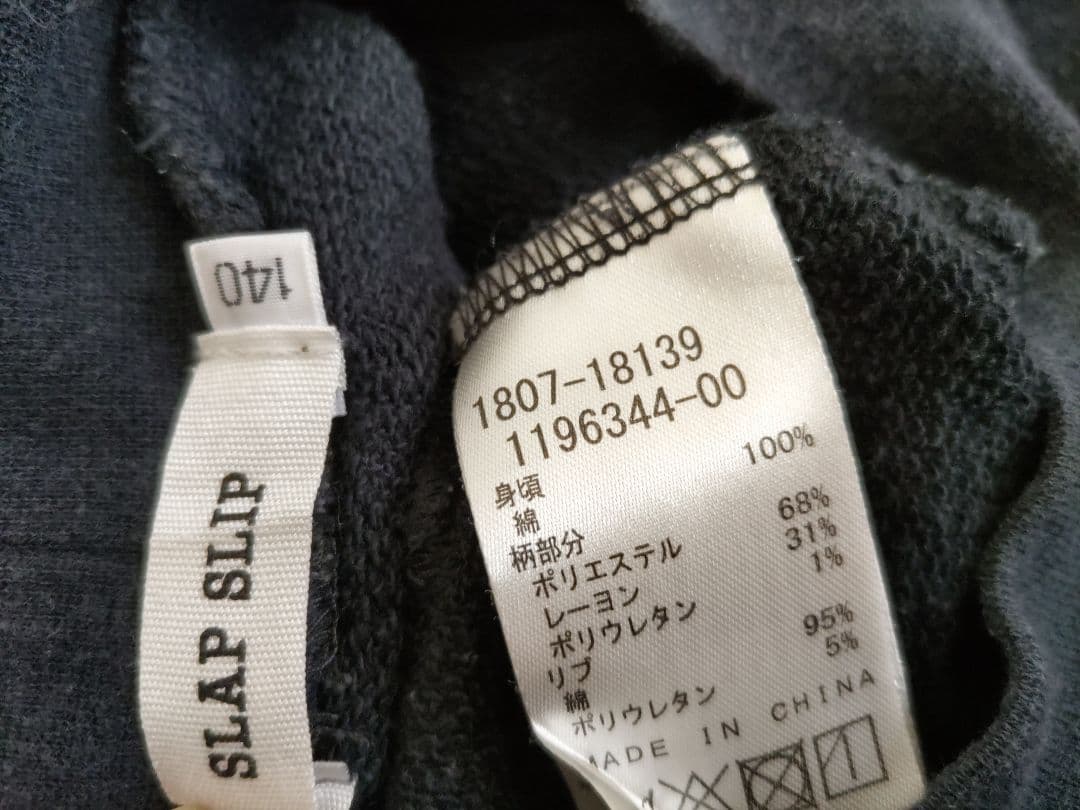 140
SLAP SLIP
1807-18139
1196344-00
身頃
綿 100%
柄部分
ポリエステル 68%
レーヨン 31%
ポリウレタン 1%
リブ
綿 95%
ポリウレタン 5%
MADE IN CHINA